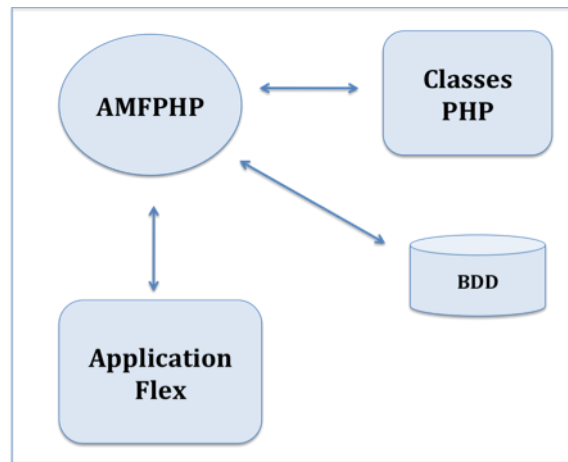 AMFPHP
Classes
PHP
BDD
Application
Flex